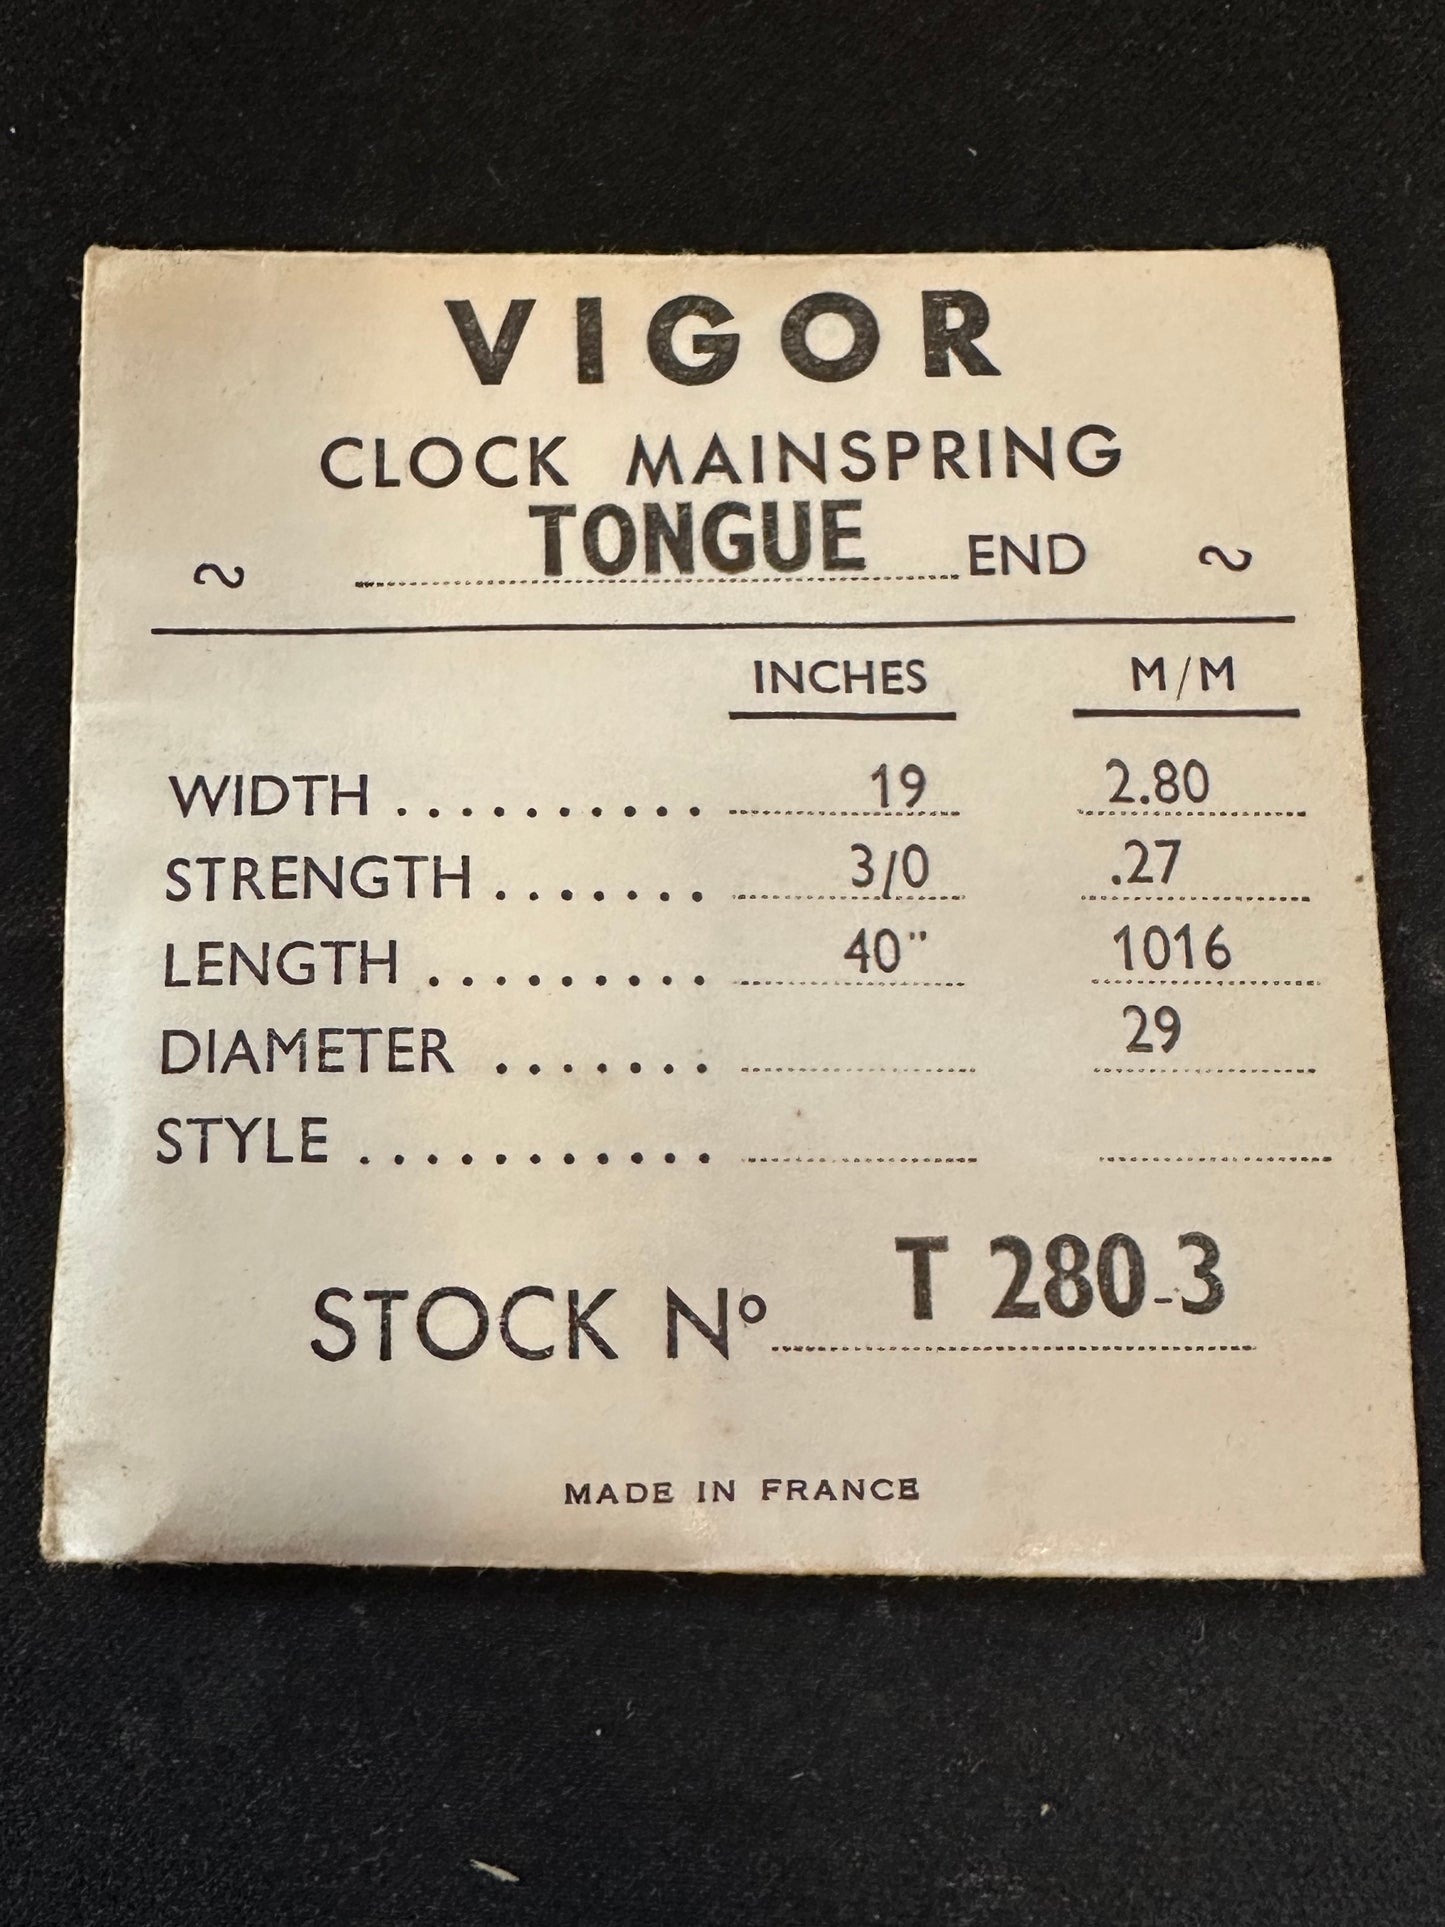 VIGOR
CLOCK MAINSPRING
~ TONGUE END ~
INCHES M/M
WIDTH .......... 19 2.80
STRENGTH ....... 3/0 .27
LENGTH ......... 40" 1016
DIAMETER ....... 29
STYLE ...........
STOCK Nº T 280-3
MADE IN FRANCE